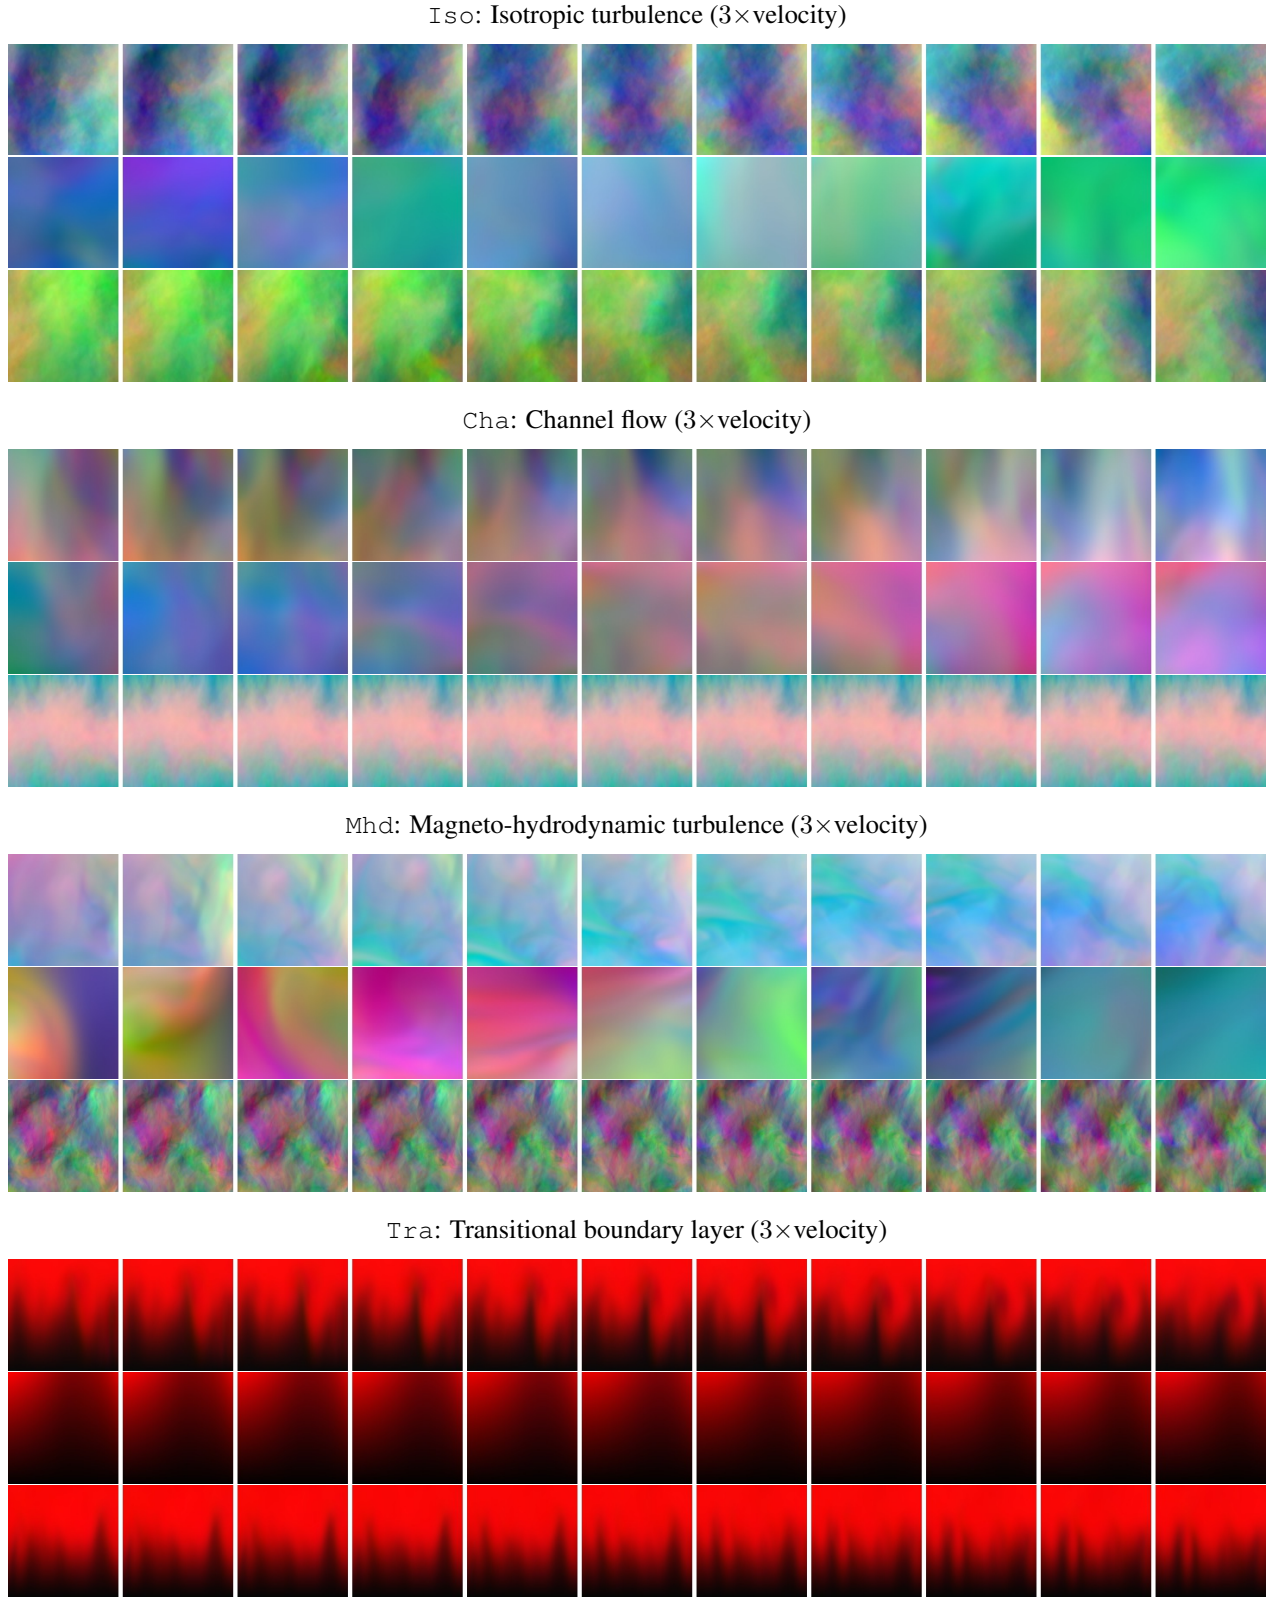 Iso: Isotropic turbulence (3×velocity)
Cha: Channel flow (3×velocity)
Mhd: Magneto-hydrodynamic turbulence (3×velocity)
Tra: Transitional boundary layer (3×velocity)